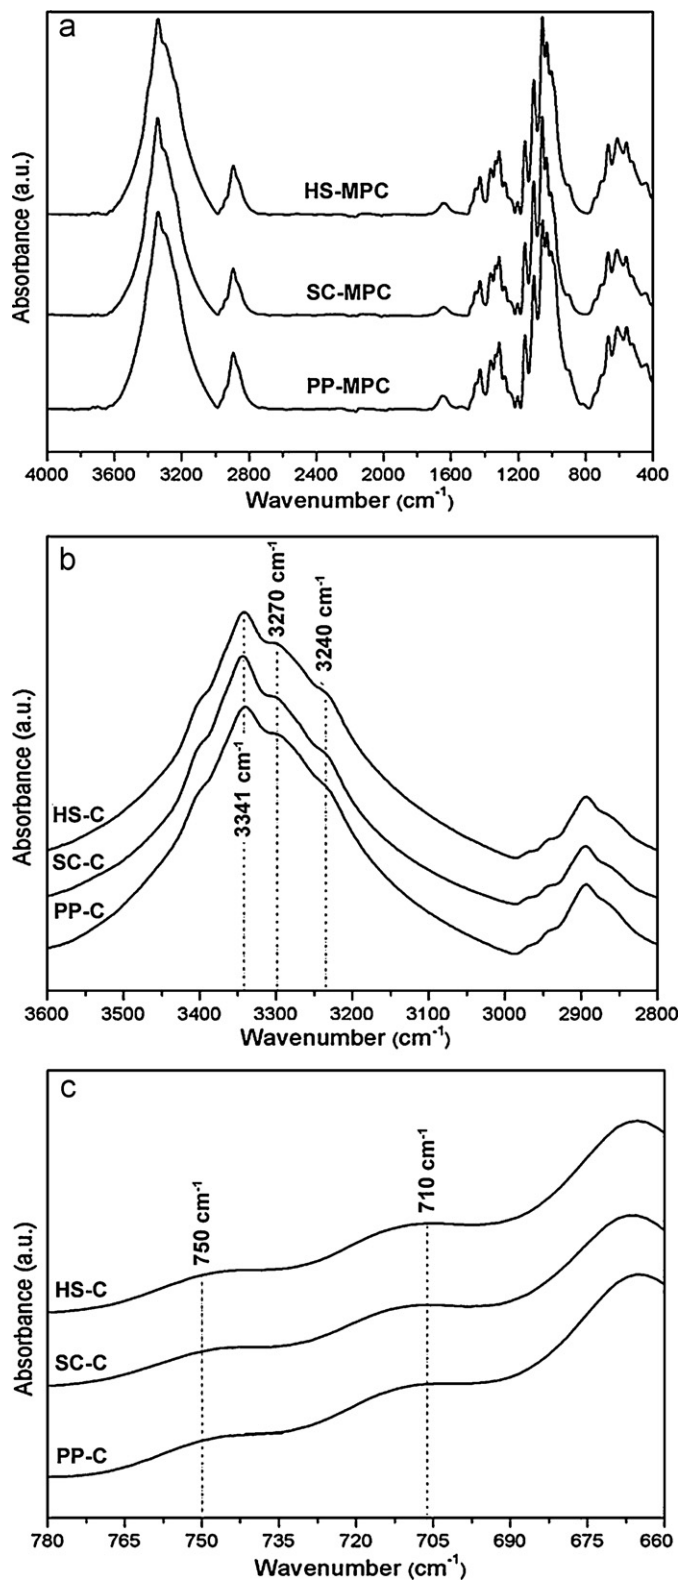 a
Absorbance (a.u.)
HS-MPC
SC-MPC
PP-MPC
4000 3600 3200 2800 2400 2000 1600 1200 800 400
Wavenumber (cm⁻¹)
b
Absorbance (a.u.)
3341 cm⁻¹
3270 cm⁻¹
3240 cm⁻¹
HS-C
SC-C
PP-C
3600 3500 3400 3300 3200 3100 3000 2900 2800
Wavenumber (cm⁻¹)
c
Absorbance (a.u.)
750 cm⁻¹
710 cm⁻¹
HS-C
SC-C
PP-C
780 765 750 735 720 705 690 675 660
Wavenumber (cm⁻¹)